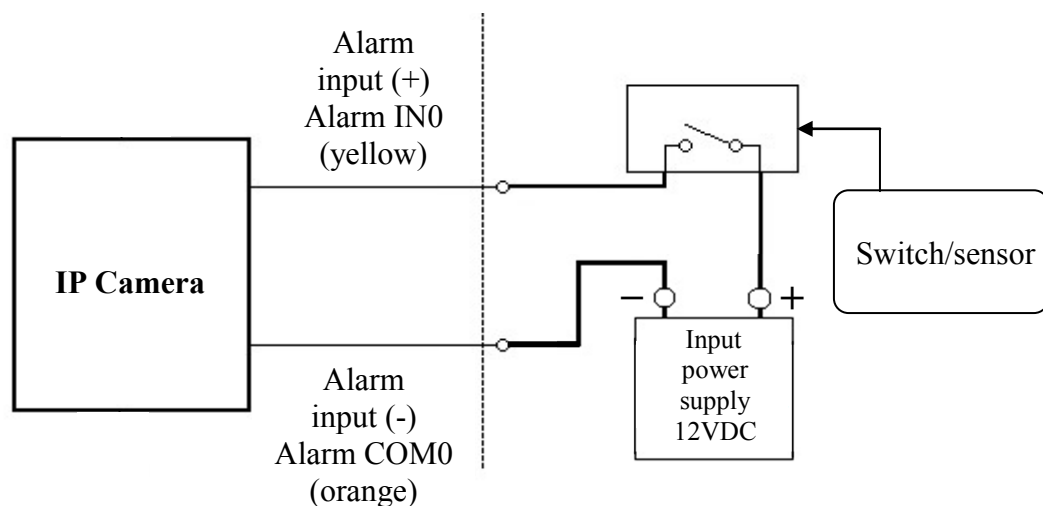 Alarm
input (+)
Alarm IN0
(yellow)
IP Camera
Switch/sensor
− +
Input
power
supply
12VDC
Alarm
input (-)
Alarm COM0
(orange)